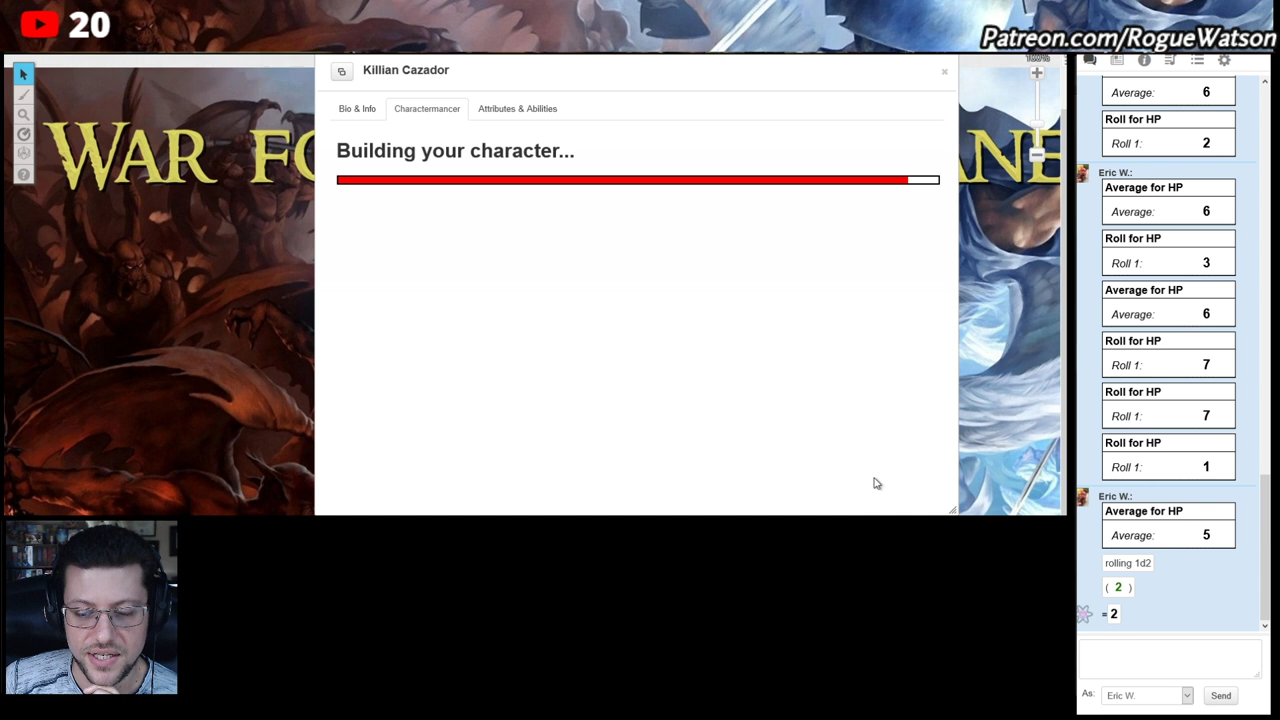 20
Patreon.com/RogueWatson
Killian Cazador
×
Bio & Info
Charactermancer
Attributes & Abilities
Building your character...
WAR FO
ANE
100%
Average: 6
Roll for HP
Roll 1: 2
Eric W.:
Average for HP
Average: 6
Roll for HP
Roll 1: 3
Average for HP
Average: 6
Roll for HP
Roll 1: 7
Roll for HP
Roll 1: 7
Roll for HP
Roll 1: 1
Eric W.:
Average for HP
Average: 5
rolling 1d2
( 2 )
=2
As: Eric W. Send